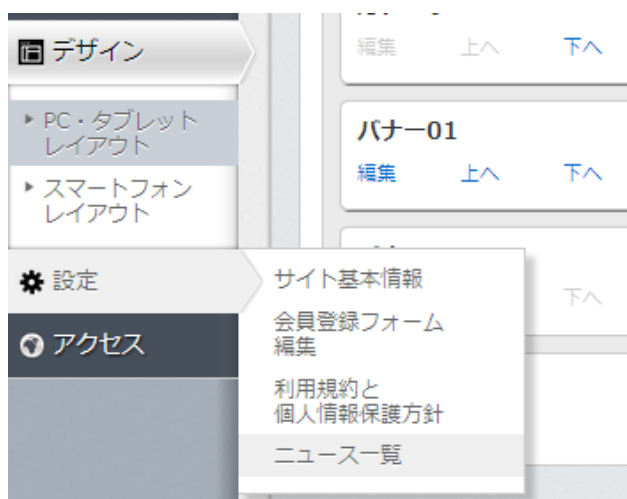 デザイン
PC・タブレット
レイアウト
スマートフォン
レイアウト
設定
アクセス
サイト基本情報
会員登録フォーム
編集
利用規約と
個人情報保護方針
ニュース一覧
編集 上へ 下へ
バナー01
編集 上へ 下へ
下へ